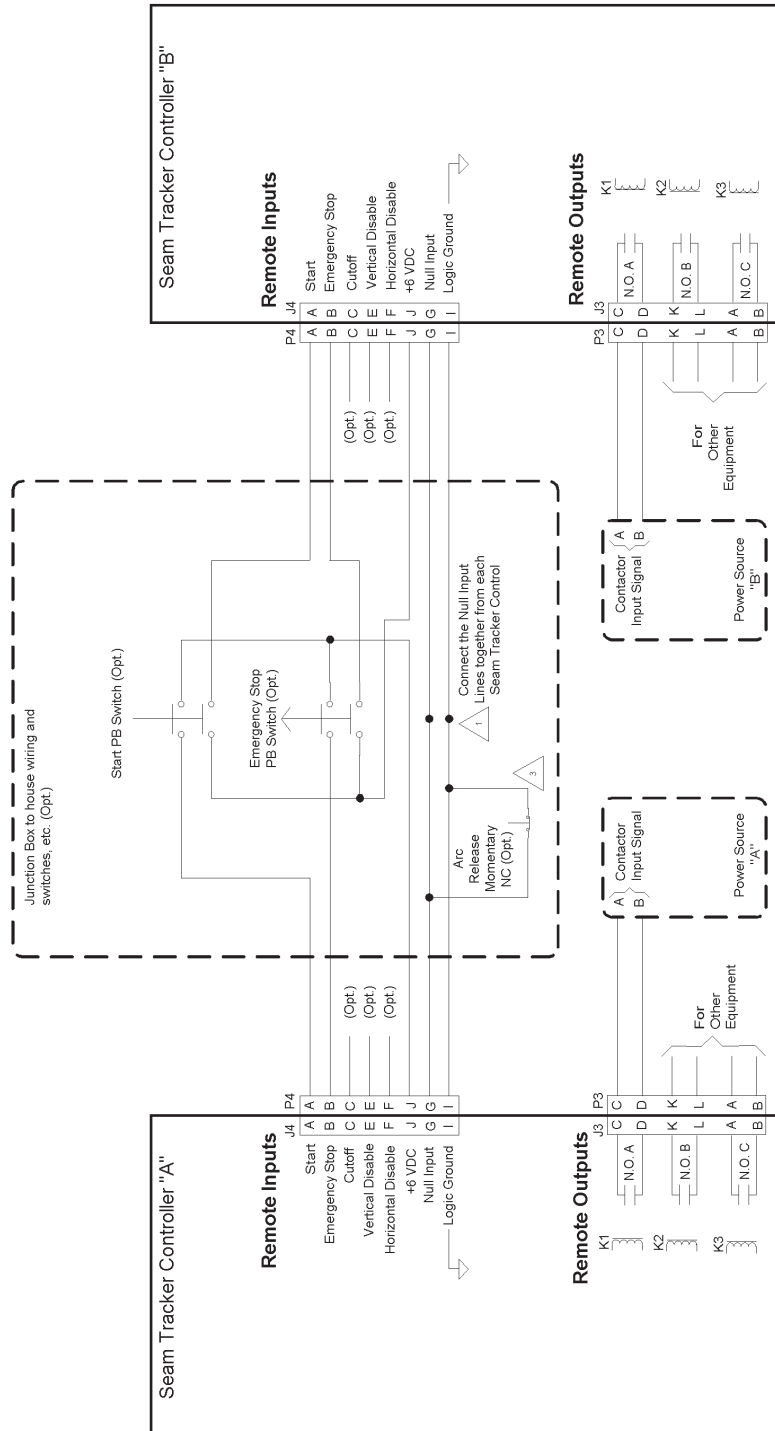 Seam Tracker Controller "A"
Remote Inputs
J4 P4
Start A A
Emergency Stop B B
Cutoff C C (Opt.)
Vertical Disable E E (Opt.)
Horizontal Disable F F (Opt.)
+6 VDC J J
Null Input G G
Logic Ground I I
Remote Outputs
J3 P3
K1 N.O. A C C
D D
K2 N.O. B K K
L L
K3 N.O. C A A
B B
For
Other
Equipment
A
B
Contactor
Input Signal
Power Source
"A"
Junction Box to house wiring and
switches, etc. (Opt.)
Start PB Switch (Opt.)
Emergency Stop
PB Switch (Opt.)
Arc
Release
Momentary
NC (Opt.)
3
1
Connect the Null Input
Lines together from each
Seam Tracker Control
Seam Tracker Controller "B"
Remote Inputs
P4 J4
A A Start
B B Emergency Stop
(Opt.) C C Cutoff
(Opt.) E E Vertical Disable
(Opt.) F F Horizontal Disable
J J +6 VDC
G G Null Input
I I Logic Ground
Remote Outputs
P3 J3
C C N.O. A K1
D D
K K N.O. B K2
L L
A A N.O. C K3
B B
For
Other
Equipment
Contactor
Input Signal
A
B
Power Source
"B"